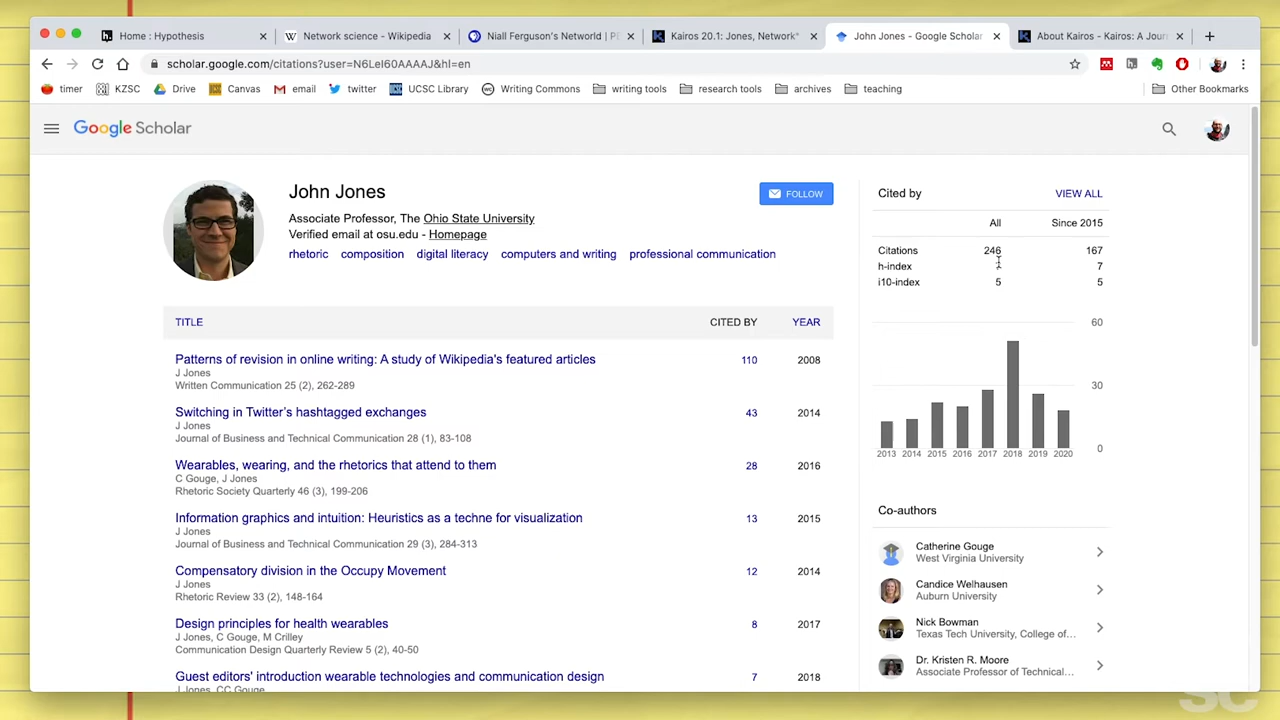 Home : Hypothesis
Network science - Wikipedia
Niall Ferguson's Networld | P
Kairos 20.1: Jones, Network*
John Jones - Google Scholar
About Kairos - Kairos: A Jour
scholar.google.com/citations?user=N6LeI60AAAAJ&hl=en
timer KZSC Drive Canvas email twitter UCSC Library Writing Commons writing tools research tools archives teaching Other Bookmarks
Google Scholar
John Jones
FOLLOW
Associate Professor, The Ohio State University
Verified email at osu.edu - Homepage
rhetoric composition digital literacy computers and writing professional communication
TITLE CITED BY YEAR
Patterns of revision in online writing: A study of Wikipedia's featured articles 110 2008
J Jones
Written Communication 25 (2), 262-289
Switching in Twitter's hashtagged exchanges 43 2014
J Jones
Journal of Business and Technical Communication 28 (1), 83-108
Wearables, wearing, and the rhetorics that attend to them 28 2016
C Gouge, J Jones
Rhetoric Society Quarterly 46 (3), 199-206
Information graphics and intuition: Heuristics as a techne for visualization 13 2015
J Jones
Journal of Business and Technical Communication 29 (3), 284-313
Compensatory division in the Occupy Movement 12 2014
J Jones
Rhetoric Review 33 (2), 148-164
Design principles for health wearables 8 2017
J Jones, C Gouge, M Crilley
Communication Design Quarterly Review 5 (2), 40-50
Guest editors' introduction wearable technologies and communication design 7 2018
J Jones, CC Gouge
Cited by VIEW ALL
All Since 2015
Citations 246 167
h-index 7
i10-index 5 5
60
30
0
2013 2014 2015 2016 2017 2018 2019 2020
Co-authors
Catherine Gouge
West Virginia University
Candice Welhausen
Auburn University
Nick Bowman
Texas Tech University, College of...
Dr. Kristen R. Moore
Associate Professor of Technical...
SC